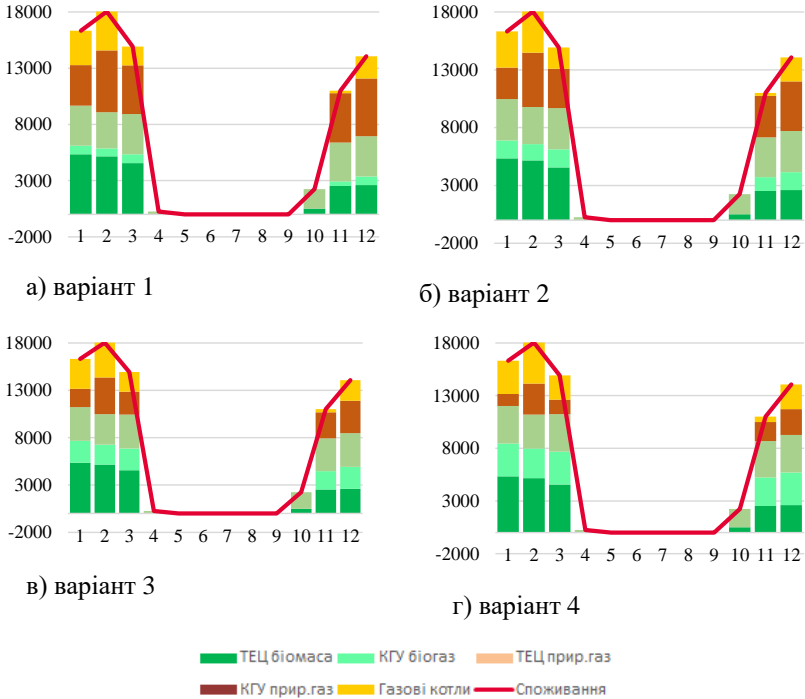 18000
13000
8000
3000
-2000
1 2 3 4 5 6 7 8 9 10 11 12
а) варіант 1
18000
13000
8000
3000
-2000
1 2 3 4 5 6 7 8 9 10 11 12
б) варіант 2
18000
13000
8000
3000
-2000
1 2 3 4 5 6 7 8 9 10 11 12
в) варіант 3
18000
13000
8000
3000
-2000
1 2 3 4 5 6 7 8 9 10 11 12
г) варіант 4
ТЕЦ біомаса КГУ біогаз ТЕЦ прир.газ
КГУ прир.газ Газові котли Споживання